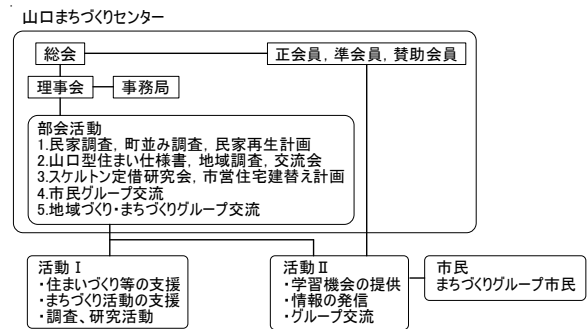 山口まちづくりセンター
総会
正会員，準会員，賛助会員
理事会
事務局
部会活動
1.民家調査，町並み調査，民家再生計画
2.山口型住まい仕様書，地域調査，交流会
3.スケルトン定借研究会，市営住宅建替え計画
4.市民グループ交流
5.地域づくり・まちづくりグループ交流
活動Ⅰ
・住まいづくり等の支援
・まちづくり活動の支援
・調査、研究活動
活動Ⅱ
・学習機会の提供
・情報の発信
・グループ交流
市民
まちづくりグループ市民